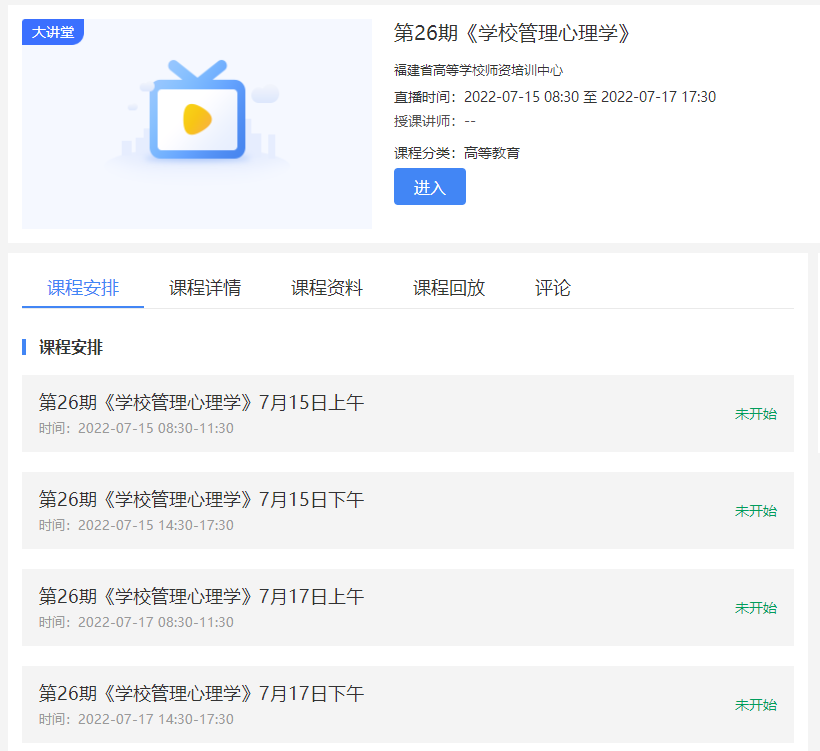 大讲堂
第26期《学校管理心理学》
福建省高等学校师资培训中心
直播时间：2022-07-15 08:30 至 2022-07-17 17:30
授课讲师：--
课程分类：高等教育
进入
课程安排 课程详情 课程资料 课程回放 评论
课程安排
第26期《学校管理心理学》7月15日上午
时间：2022-07-15 08:30-11:30
未开始
第26期《学校管理心理学》7月15日下午
时间：2022-07-15 14:30-17:30
未开始
第26期《学校管理心理学》7月17日上午
时间：2022-07-17 08:30-11:30
未开始
第26期《学校管理心理学》7月17日下午
时间：2022-07-17 14:30-17:30
未开始